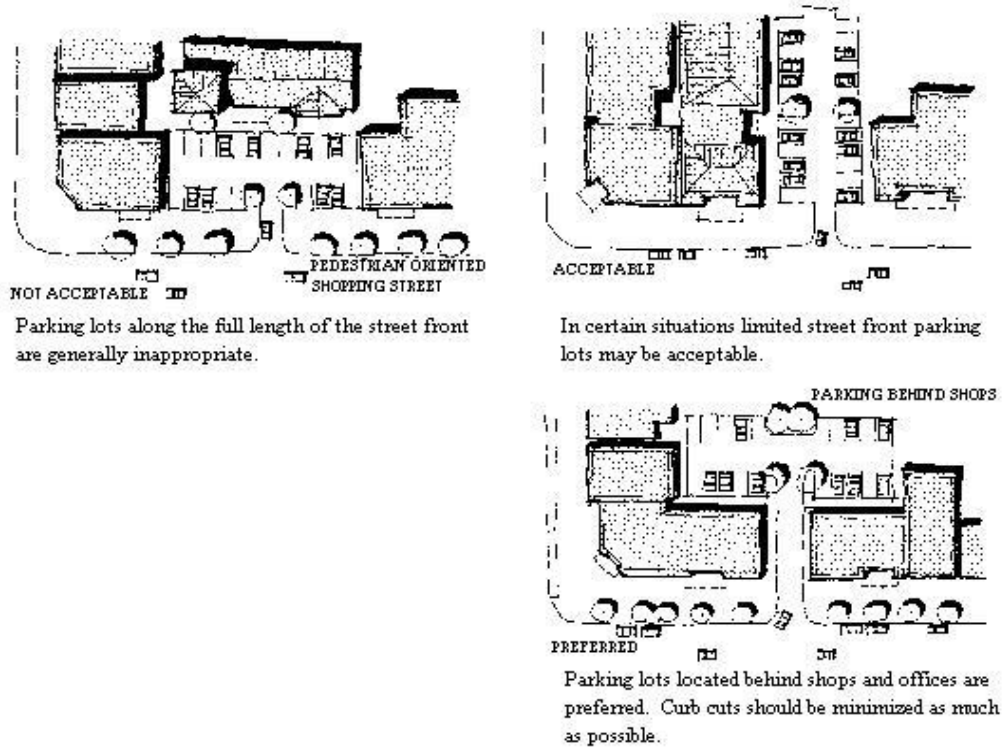 PEDESTRIAN ORIENTED
SHOPPING STREET
NOT ACCEPTABLE
Parking lots along the full length of the street front
are generally inappropriate.
ACCEPTABLE
In certain situations limited street front parking
lots may be acceptable.
PARKING BEHIND SHOPS
PREFERRED
Parking lots located behind shops and offices are
preferred. Curb cuts should be minimized as much
as possible.